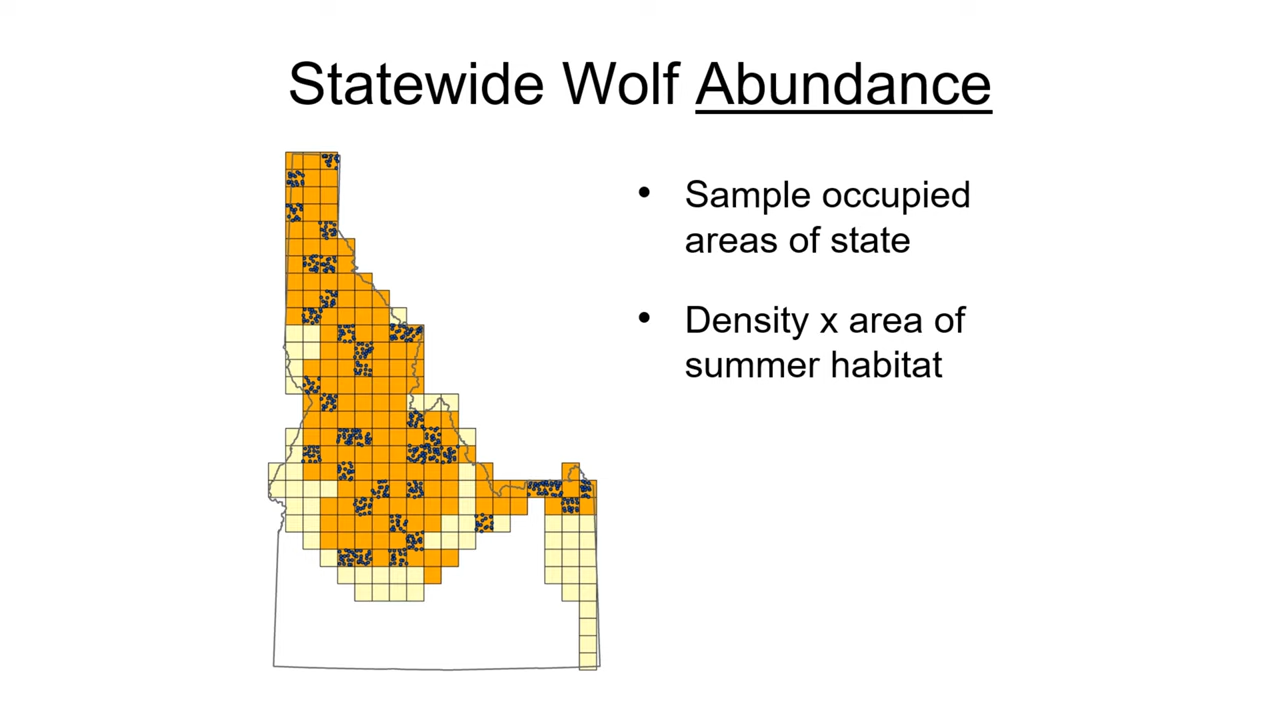 Statewide Wolf Abundance
• Sample occupied
areas of state
• Density x area of
summer habitat